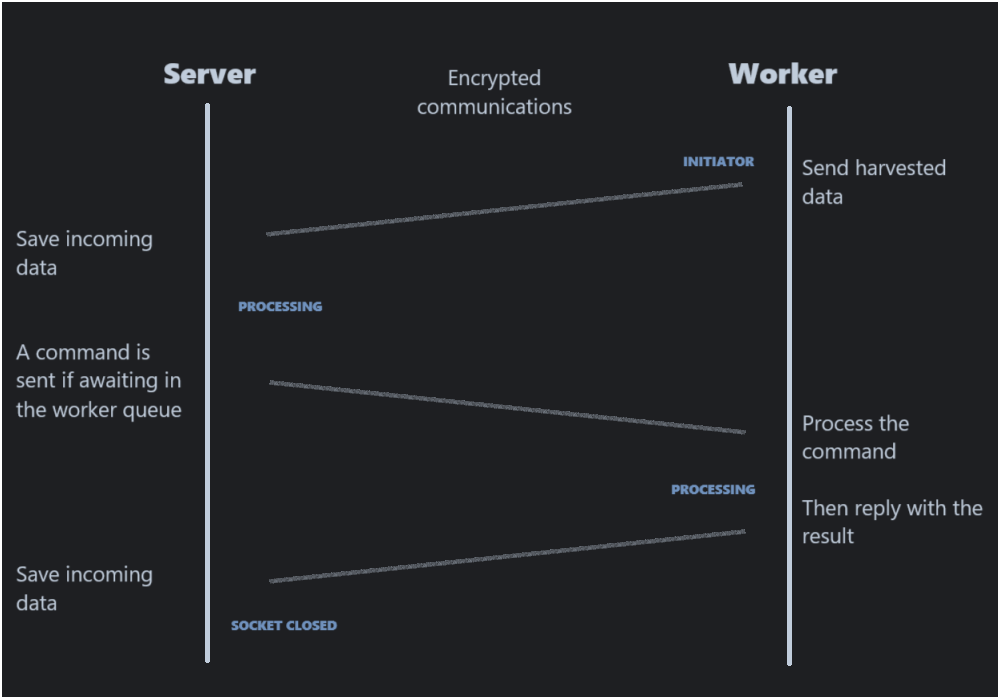 Server
Encrypted
communications
Worker
INITIATOR
Send harvested
data
Save incoming
data
PROCESSING
A command is
sent if awaiting in
the worker queue
Process the
command
PROCESSING
Then reply with the
result
Save incoming
data
SOCKET CLOSED